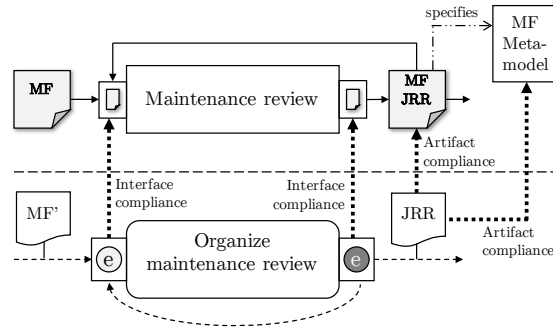 specifies
MF
Meta-
model
MF
Maintenance review
MF
JRR
Artifact
compliance
Interface
compliance
Interface
compliance
MF'
JRR
Organize
maintenance review
e
e
Artifact
compliance